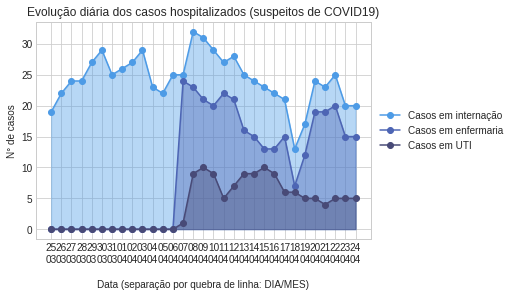 Evolução diária dos casos hospitalizados (suspeitos de COVID19)
30
25
20
15
10
5
0
N° de casos
Casos em internação
Casos em enfermaria
Casos em UTI
25 26 27 28 29 30 31 01 02 03 04 05 06 07 08 09 10 11 12 13 14 15 16 17 18 19 20 21 22 23 24
03 03 03 03 03 03 03 04 04 04 04 04 04 04 04 04 04 04 04 04 04 04 04 04 04 04 04 04 04 04 04
Data (separação por quebra de linha: DIA/MES)